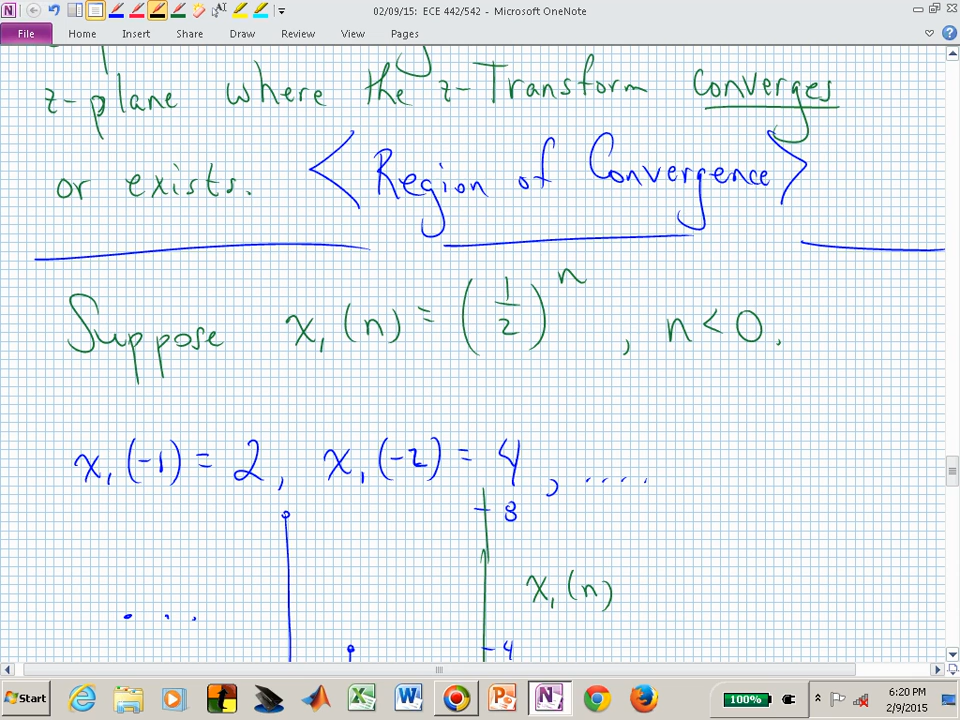 02/09/15: ECE 442/542 - Microsoft OneNote
File Home Insert Share Draw Review View Pages
z-plane where the z-Transform converges
or exists. < Region of Convergence >
Suppose x₁(n) = (1/2)ⁿ, n < 0.
x₁(-1) = 2, x₁(-2) = 4, .....
8
x₁(n)
4
Start
100%
6:20 PM
2/9/2015